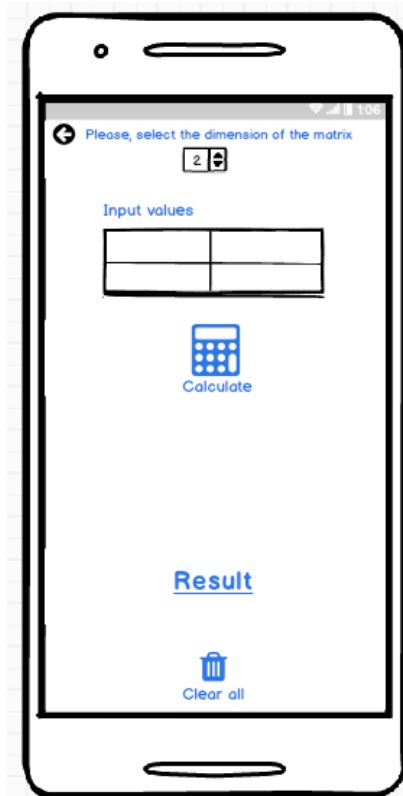 1:06
Please, select the dimension of the matrix
2
Input values
Calculate
Result
Clear all